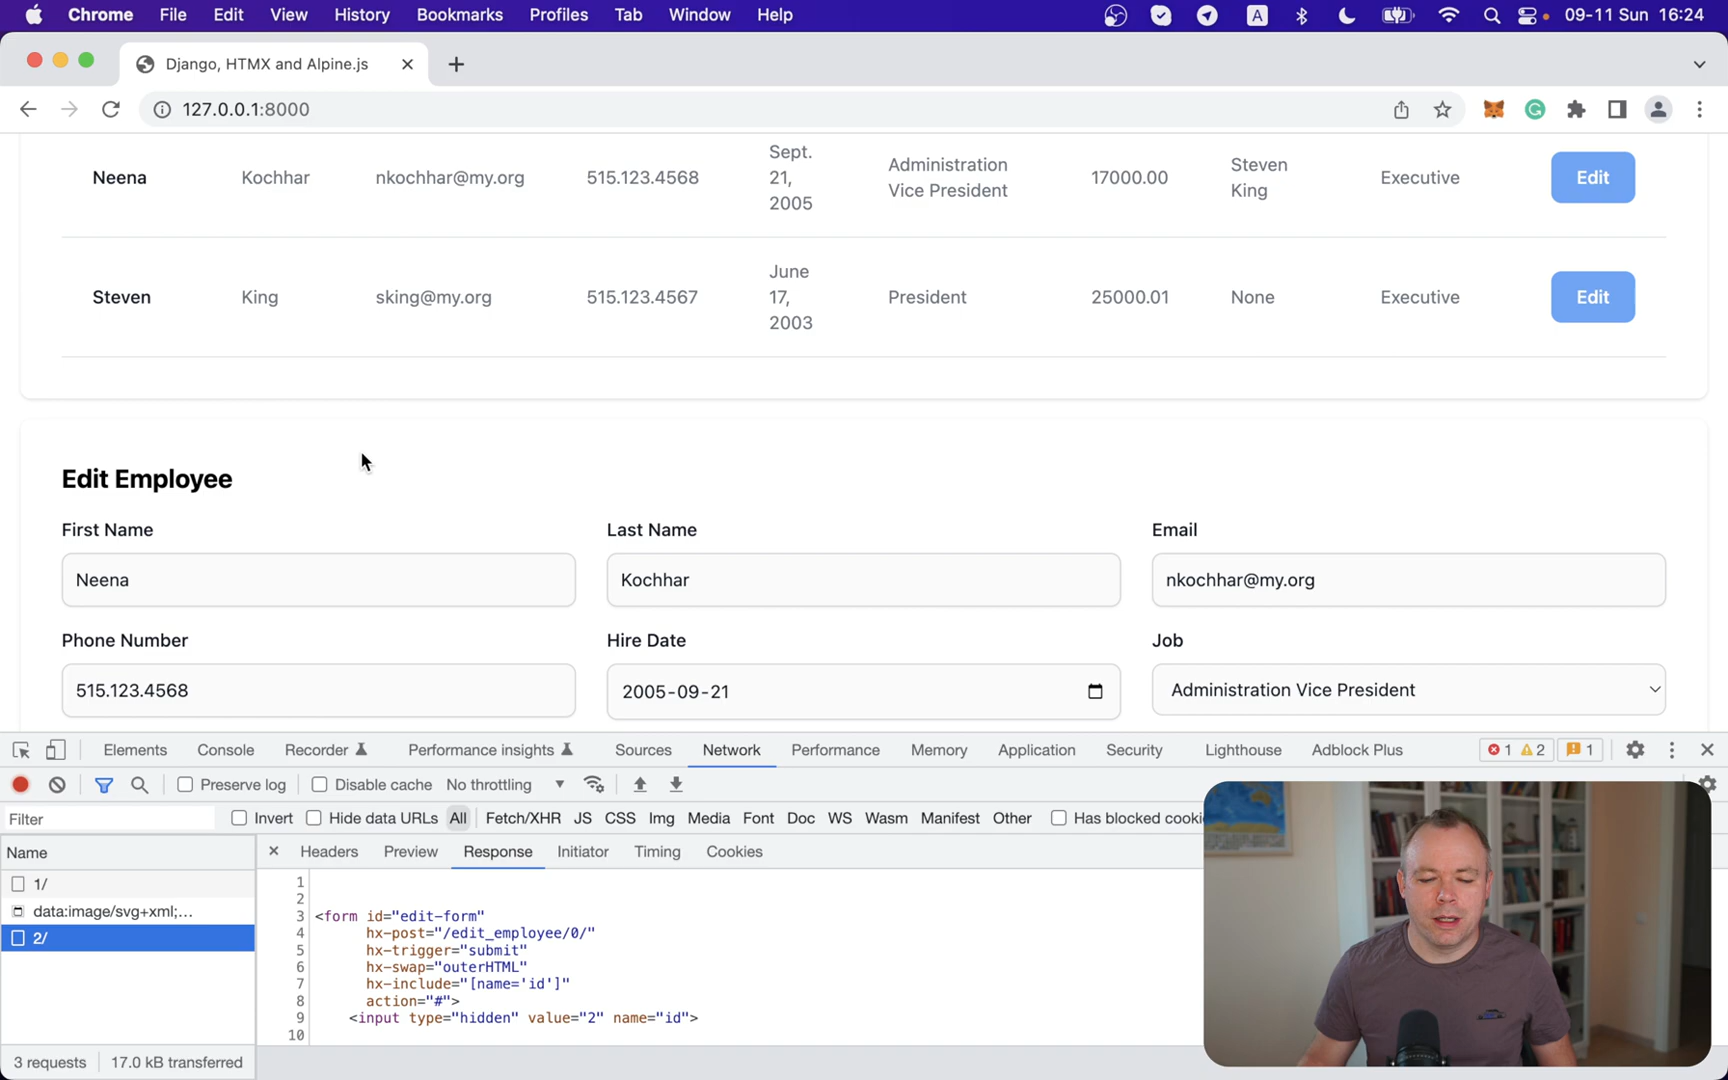 Chrome File Edit View History Bookmarks Profiles Tab Window Help A 09-11 Sun 16:24
Django, HTMX and Alpine.js
127.0.0.1:8000
Neena Kochhar nkochhar@my.org 515.123.4568 Sept. 21, 2005 Administration Vice President 17000.00 Steven King Executive Edit
Steven King sking@my.org 515.123.4567 June 17, 2003 President 25000.01 None Executive Edit
Edit Employee
First Name Last Name Email
Neena Kochhar nkochhar@my.org
Phone Number Hire Date Job
515.123.4568 2005-09-21 Administration Vice President
Elements Console Recorder Performance insights Sources Network Performance Memory Application Security Lighthouse Adblock Plus 1 2 1
Preserve log Disable cache No throttling
Filter Invert Hide data URLs All Fetch/XHR JS CSS Img Media Font Doc WS Wasm Manifest Other Has blocked cooki
Name Headers Preview Response Initiator Timing Cookies
1/
data:image/svg+xml;...
2/
1
2
3 <form id="edit-form"
4 hx-post="/edit_employee/0/"
5 hx-trigger="submit"
6 hx-swap="outerHTML"
7 hx-include="[name='id']"
8 action="#">
9 <input type="hidden" value="2" name="id">
10
3 requests 17.0 kB transferred